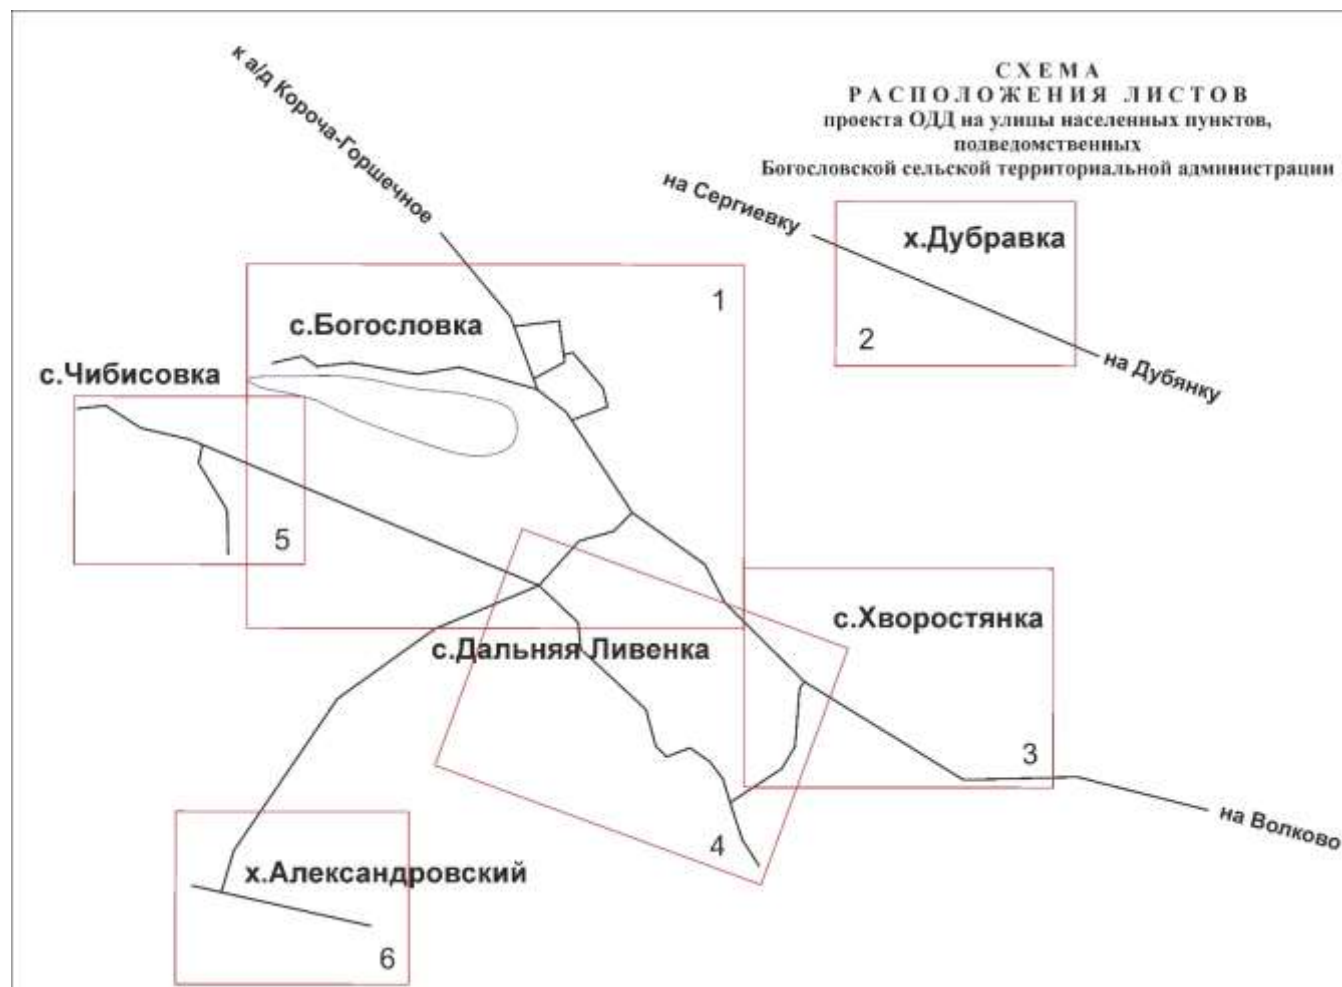 СХЕМА
РАСПОЛОЖЕНИЯ ЛИСТОВ
проекта ОДД на улицы населенных пунктов,
подведомственных
Богословской сельской территориальной администрации
к а/д Короча-Горшечное
на Сергиевку
х.Дубравка
2
на Дубянку
1
с.Богословка
с.Чибисовка
5
с.Хворостянка
с.Дальняя Ливенка
3
на Волково
4
х.Александровский
6